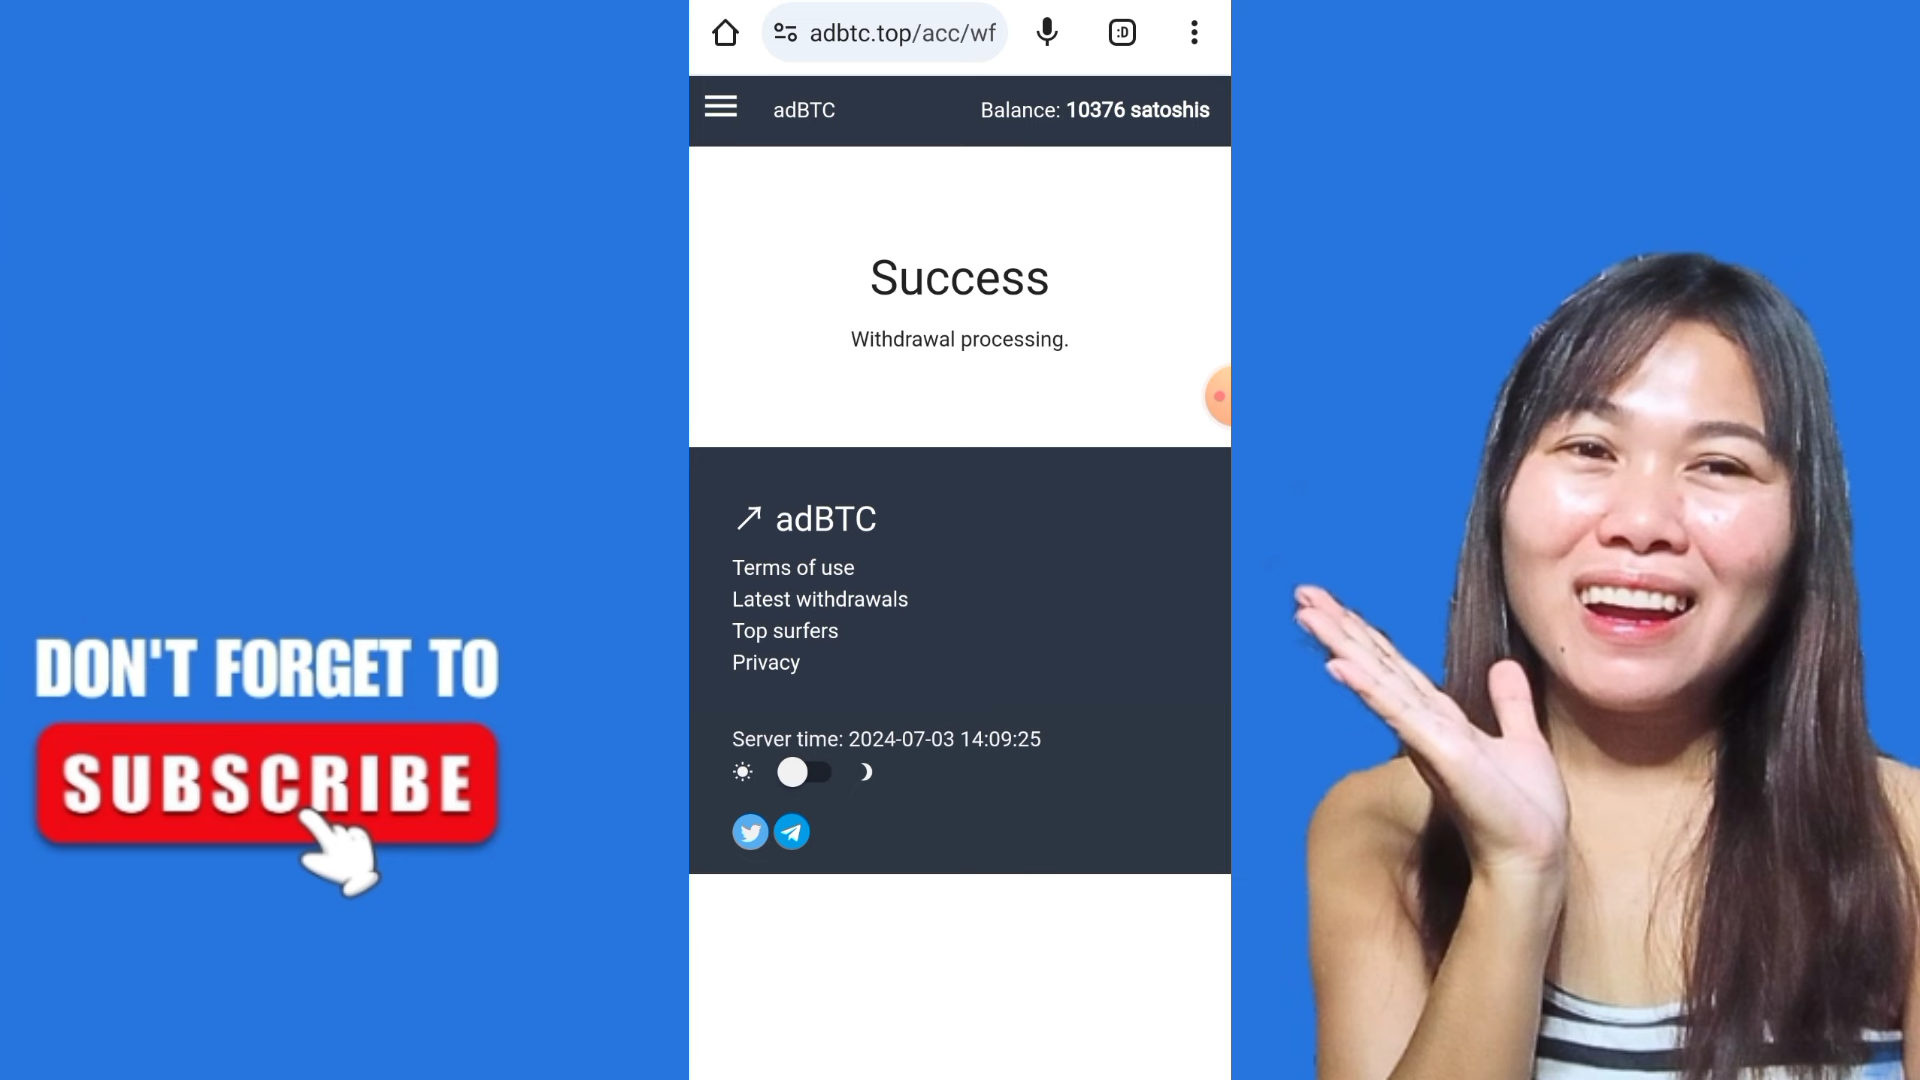 adbtc.top/acc/wf
:D
adBTC
Balance: 10376 satoshis
Success
Withdrawal processing.
adBTC
Terms of use
Latest withdrawals
Top surfers
Privacy
Server time: 2024-07-03 14:09:25
DON'T FORGET TO
SUBSCRIBE